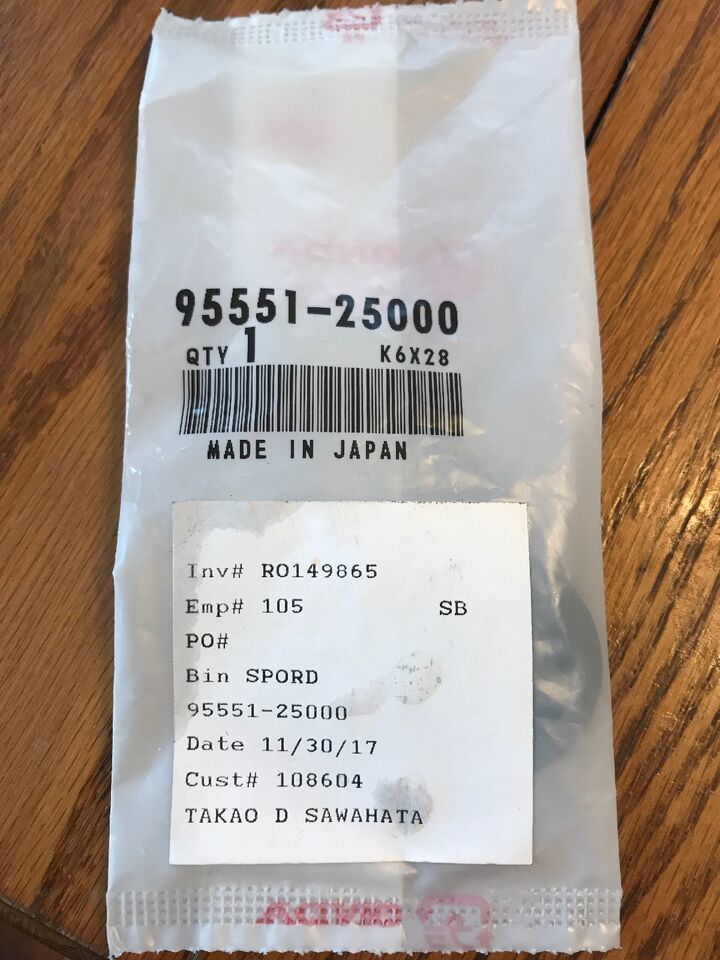 95551-25000
QTY 1 K6X28
MADE IN JAPAN
Inv# RO149865
Emp# 105 SB
PO#
Bin SPORD
95551-25000
Date 11/30/17
Cust# 108604
TAKAO D SAWAHATA